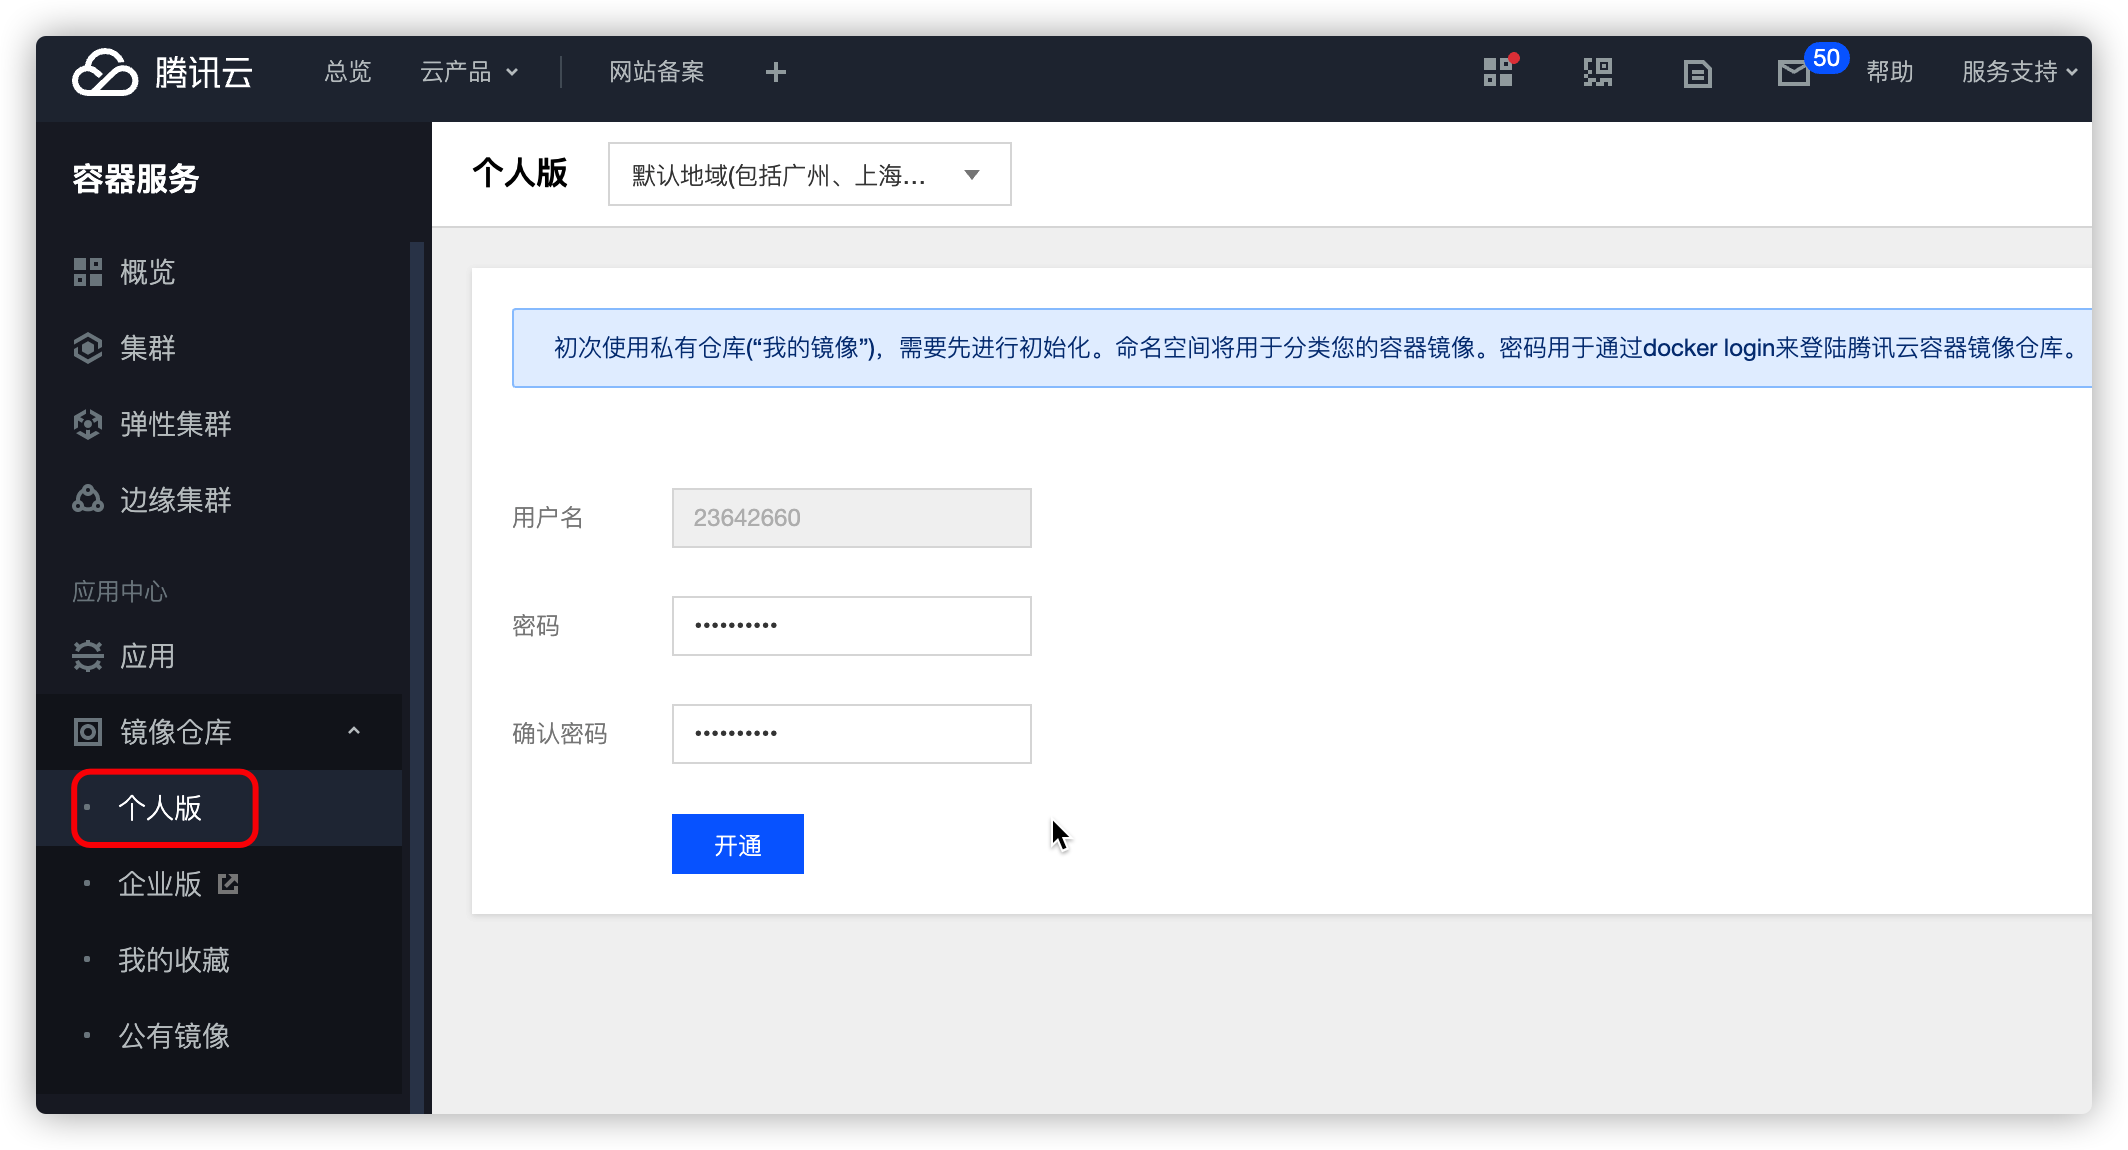 腾讯云
总览
云产品
网站备案
50
帮助
服务支持
容器服务
概览
集群
弹性集群
边缘集群
应用中心
应用
镜像仓库
个人版
企业版
我的收藏
公有镜像
个人版
默认地域(包括广州、上海...
初次使用私有仓库(“我的镜像”)，需要先进行初始化。命名空间将用于分类您的容器镜像。密码用于通过docker login来登陆腾讯云容器镜像仓库。
用户名
23642660
密码
••••••••••
确认密码
••••••••••
开通